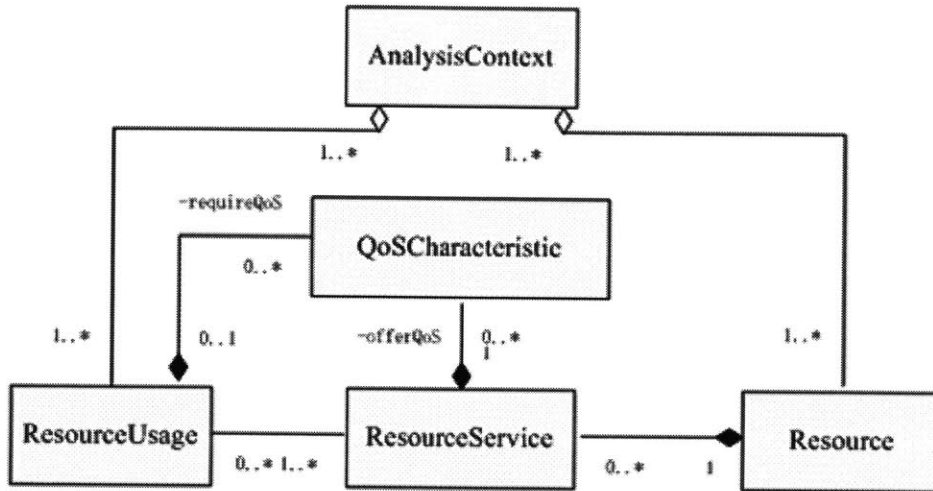 AnalysisContext
1..*
1..*
-requireQoS
QoSCharacteristic
0..*
1..*
0..1
-offerQoS
0..*
1
1..*
ResourceUsage
ResourceService
Resource
0..* 1..*
0..*
1